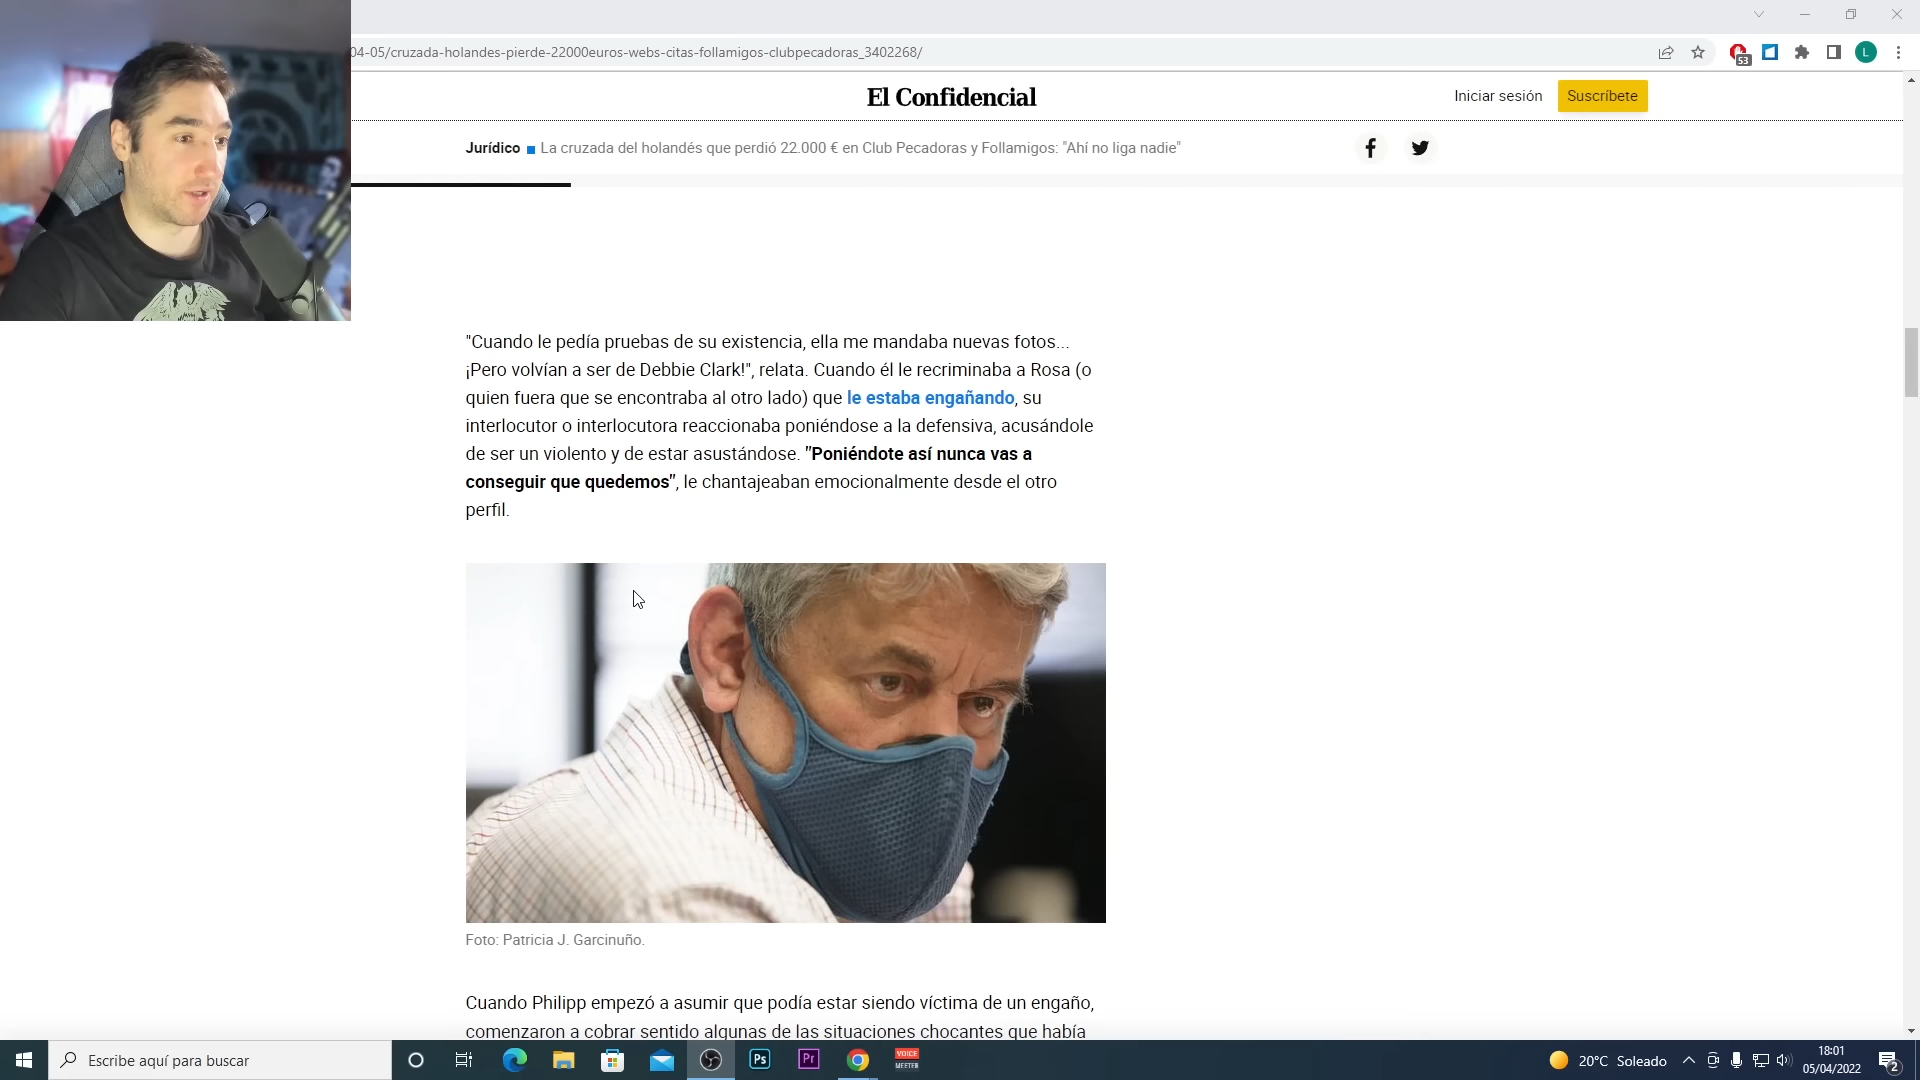 04-05/cruzada-holandes-pierde-22000euros-webs-citas-follamigos-clubpecadoras_3402268/
53
L
El Confidencial
Iniciar sesión
Suscríbete
Jurídico
La cruzada del holandés que perdió 22.000 € en Club Pecadoras y Follamigos: "Ahí no liga nadie"
"Cuando le pedía pruebas de su existencia, ella me mandaba nuevas fotos...
¡Pero volvían a ser de Debbie Clark!", relata. Cuando él le recriminaba a Rosa (o
quien fuera que se encontraba al otro lado) que le estaba engañando, su
interlocutor o interlocutora reaccionaba poniéndose a la defensiva, acusándole
de ser un violento y de estar asustándose. "Poniéndote así nunca vas a
conseguir que quedemos", le chantajeaban emocionalmente desde el otro
perfil.
Foto: Patricia J. Garcinuño.
Cuando Philipp empezó a asumir que podía estar siendo víctima de un engaño,
comenzaron a cobrar sentido algunas de las situaciones chocantes que había
Escribe aquí para buscar
Ps
Pr
VOICE
MEETER
20°C Soleado
18:01
05/04/2022
2